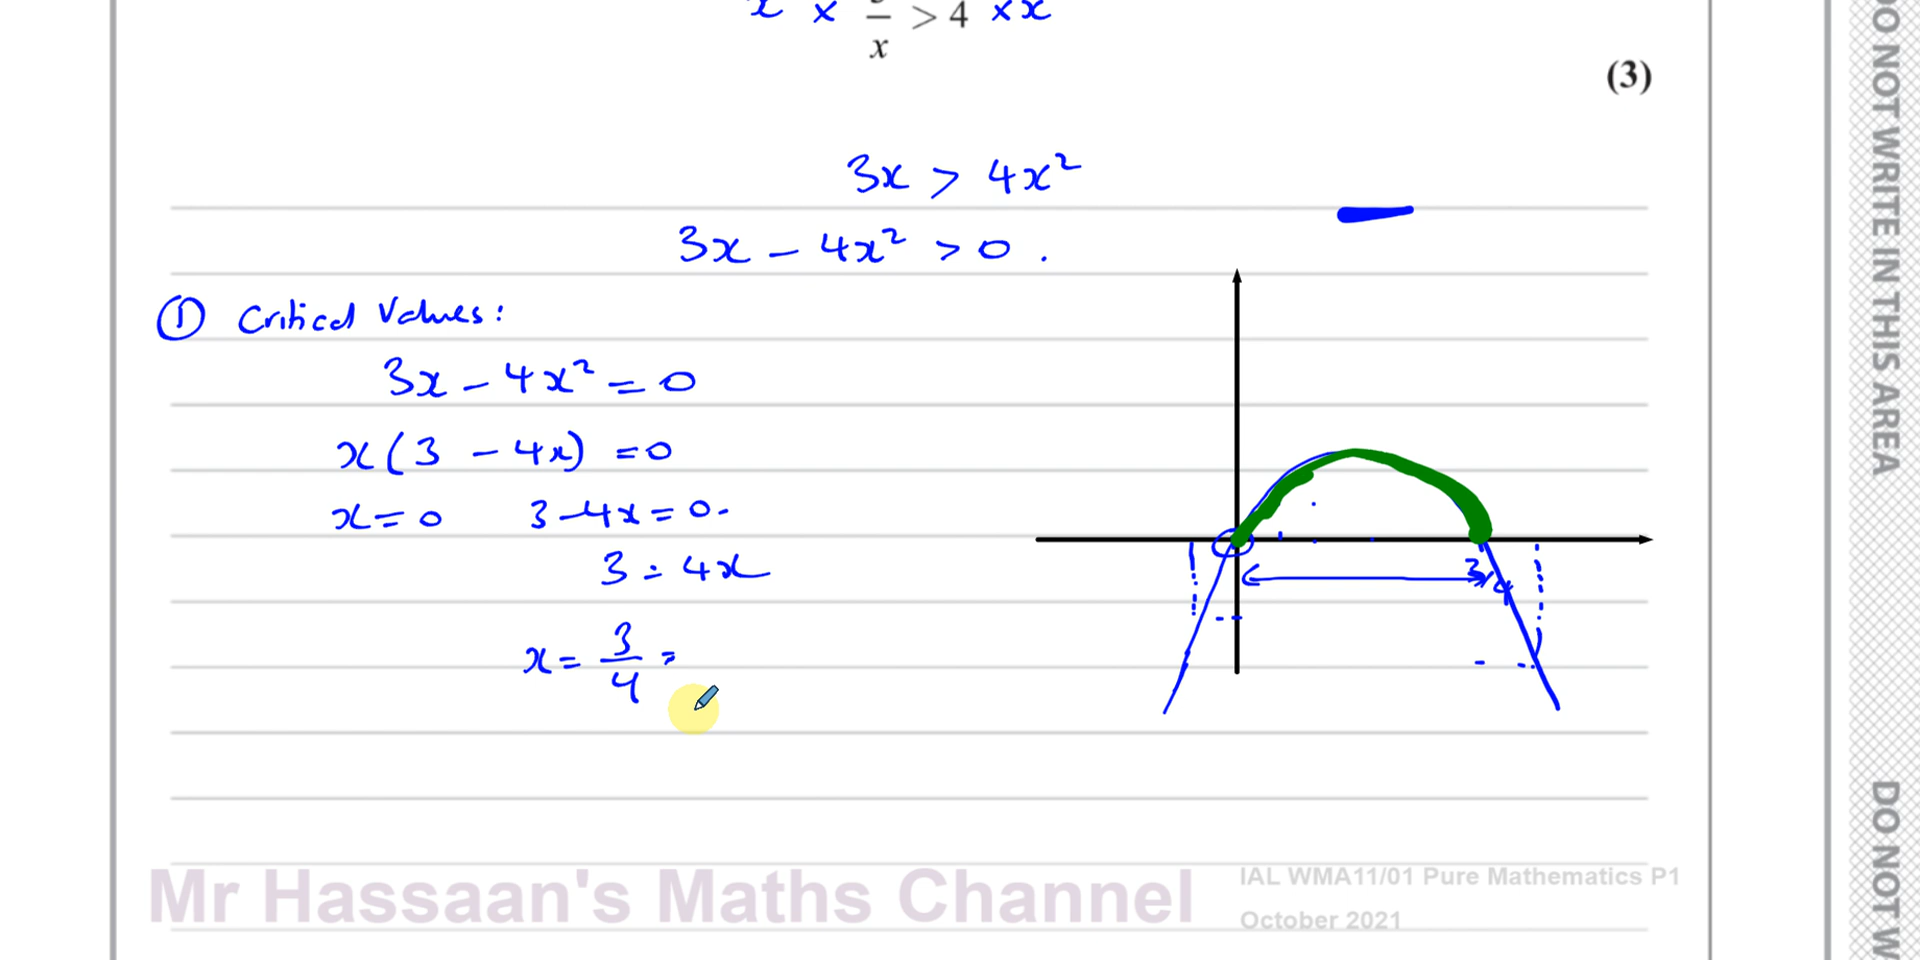 x × 3/x > 4 × x
(3)
3x > 4x²
3x - 4x² > 0 .
① Critical Values:
3x - 4x² = 0
x(3 - 4x) = 0
x = 0 3 - 4x = 0.
3 = 4x
x = 3/4 =
3/4
Mr Hassaan's Maths Channel
IAL WMA11/01 Pure Mathematics P1
October 2021
DO NOT WRITE IN THIS AREA
DO NOT W